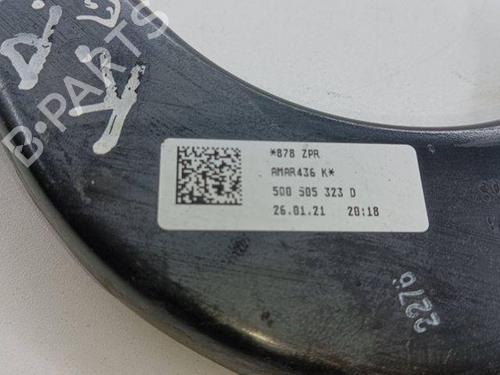 B-PARTS
*878 ZPR
AMAR436 K*
5Q0 505 323 D
26.01.21 20:18
2276